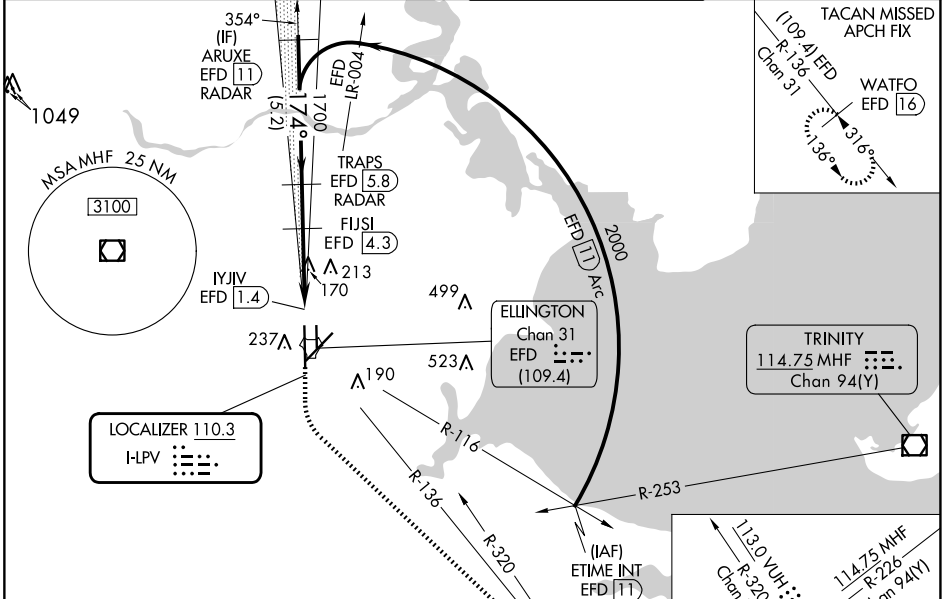 354°
(IF)
ARUXE
EFD 11
RADAR
1049
MSA MHF 25 NM
3100
174°
(5.2)
1700
EFD
LR-004
TRAPS
EFD 5.8
RADAR
FIJSI
EFD 4.3
213
170
IYJIV
EFD 1.4
237
499
523
190
EFD 11 Arc
2000
ELLINGTON
Chan 31
EFD
(109.4)
LOCALIZER 110.3
I-LPV
TRINITY
114.75 MHF
Chan 94(Y)
R-116
R-136
R-320
R-253
(IAF)
ETIME INT
EFD 11
TACAN MISSED
APCH FIX
(109.4) EFD
R-136
Chan 31
WATFO
EFD 16
316°
136°
113.0 VUH
R-320
Chan
114.75 MHF
R-226
94(Y)